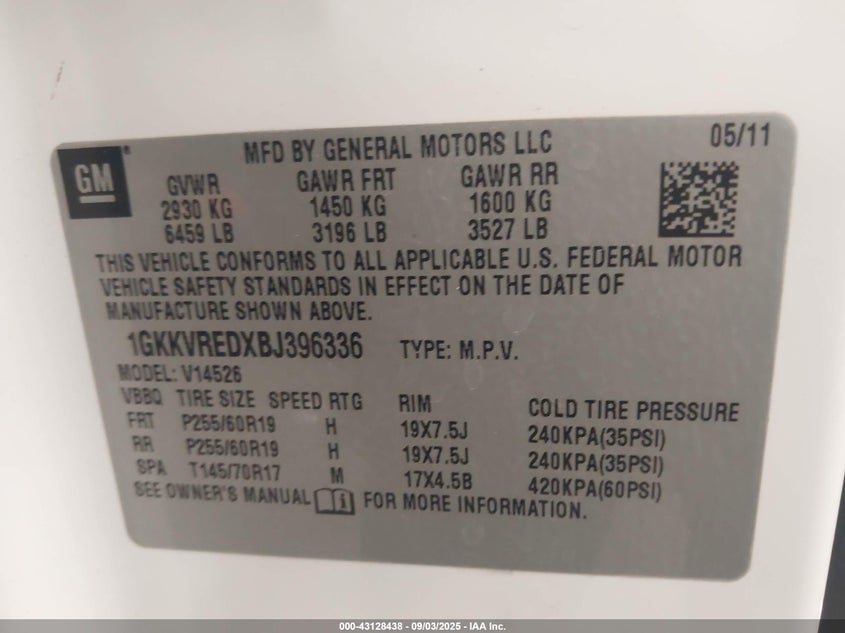 GM
MFD BY GENERAL MOTORS LLC 05/11
GVWR GAWR FRT GAWR RR
2930 KG 1450 KG 1600 KG
6459 LB 3196 LB 3527 LB
THIS VEHICLE CONFORMS TO ALL APPLICABLE U.S. FEDERAL MOTOR
VEHICLE SAFETY STANDARDS IN EFFECT ON THE DATE OF
MANUFACTURE SHOWN ABOVE.
1GKKVREDXBJ396336 TYPE: M.P.V.
MODEL: V14526
VBBQ TIRE SIZE SPEED RTG RIM COLD TIRE PRESSURE
FRT P255/60R19 H 19X7.5J 240KPA(35PSI)
RR P255/60R19 H 19X7.5J 240KPA(35PSI)
SPA T145/70R17 M 17X4.5B 420KPA(60PSI)
SEE OWNER'S MANUAL FOR MORE INFORMATION.
000-43128438 - 09/03/2025 - IAA Inc.